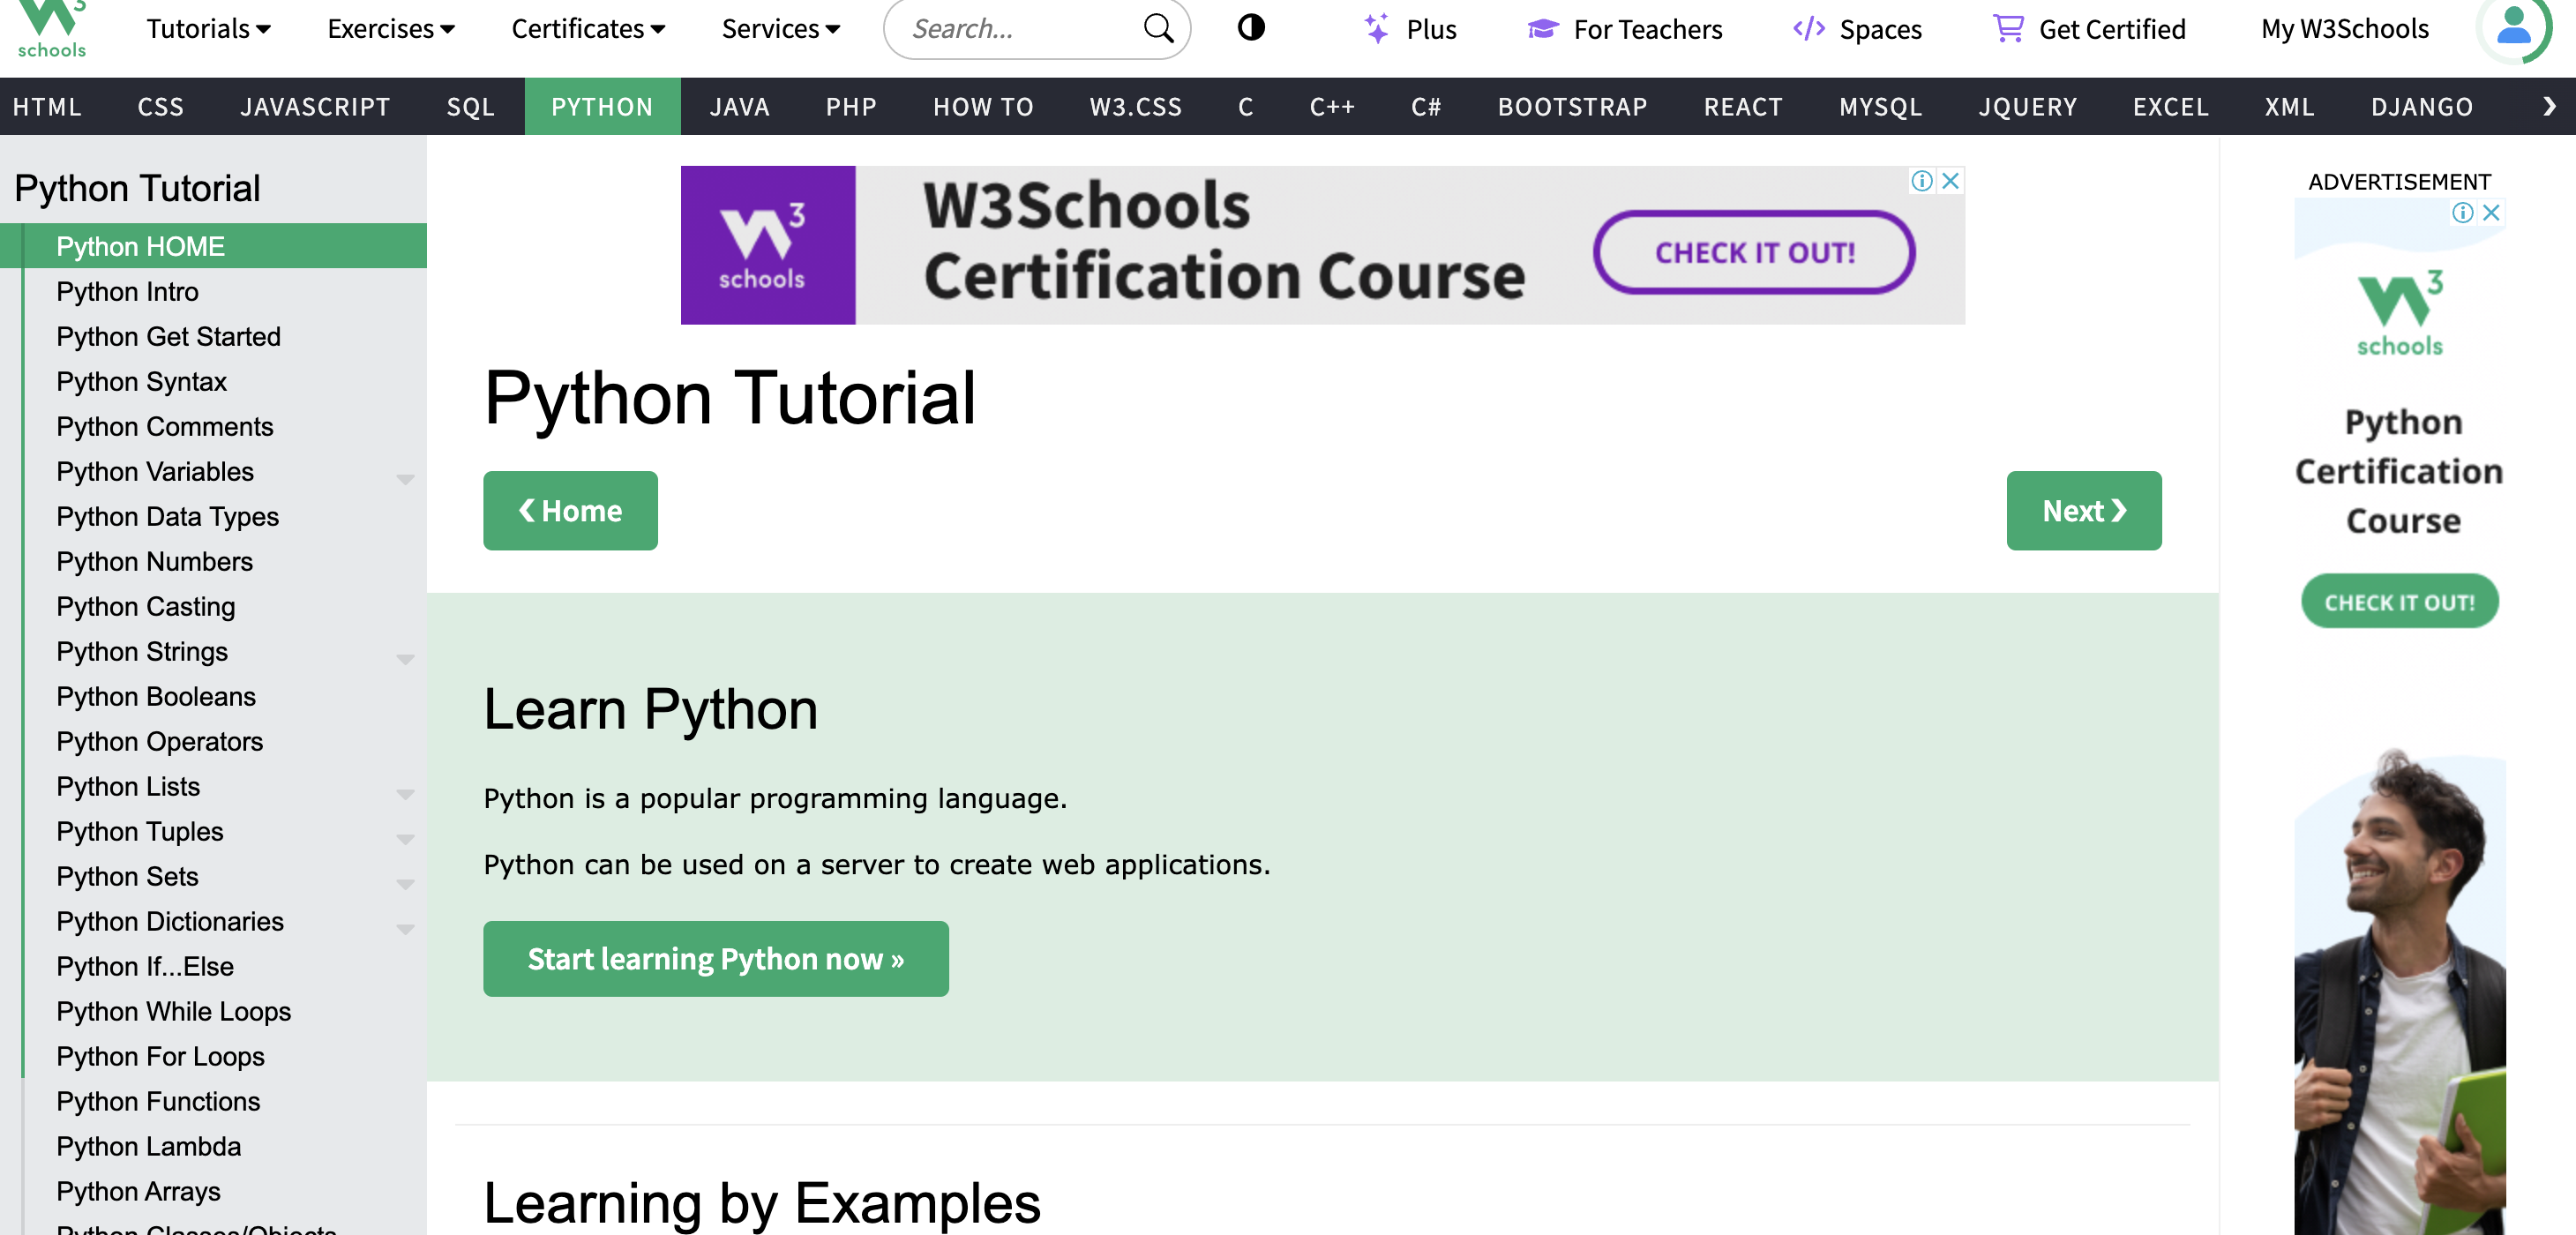 3
schools
Tutorials
Exercises
Certificates
Services
Search...
Plus
For Teachers
</> Spaces
Get Certified
My W3Schools
HTML CSS JAVASCRIPT SQL PYTHON JAVA PHP HOW TO W3.CSS C C++ C# BOOTSTRAP REACT MYSQL JQUERY EXCEL XML DJANGO ❯
Python Tutorial
Python HOME
Python Intro
Python Get Started
Python Syntax
Python Comments
Python Variables
Python Data Types
Python Numbers
Python Casting
Python Strings
Python Booleans
Python Operators
Python Lists
Python Tuples
Python Sets
Python Dictionaries
Python If...Else
Python While Loops
Python For Loops
Python Functions
Python Lambda
Python Arrays
Python Classes/Objects
W3
schools
W3Schools
Certification Course
CHECK IT OUT!
Python Tutorial
❮ Home
Next ❯
Learn Python
Python is a popular programming language.
Python can be used on a server to create web applications.
Start learning Python now »
Learning by Examples
ADVERTISEMENT
W3
schools
Python
Certification
Course
CHECK IT OUT!